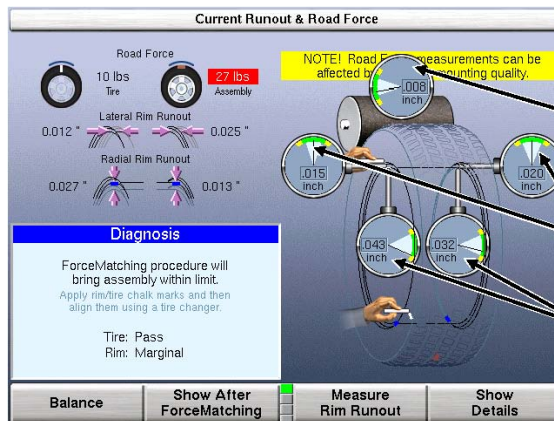 Current Runout & Road Force
Road Force
10 lbs
Tire
27 lbs
Assembly
Lateral Rim Runout
0.012 "
0.025 "
Radial Rim Runout
0.027 "
0.013 "
NOTE! Road measurements can be
affected by mounting quality.
.008
inch
.015
inch
.020
inch
.043
inch
.032
inch
Diagnosis
ForceMatching procedure will
bring assembly within limit.
Apply rim/tire chalk marks and then
align them using a tire changer.
Tire: Pass
Rim: Marginal
Balance
Show After
ForceMatching
Measure
Rim Runout
Show
Details